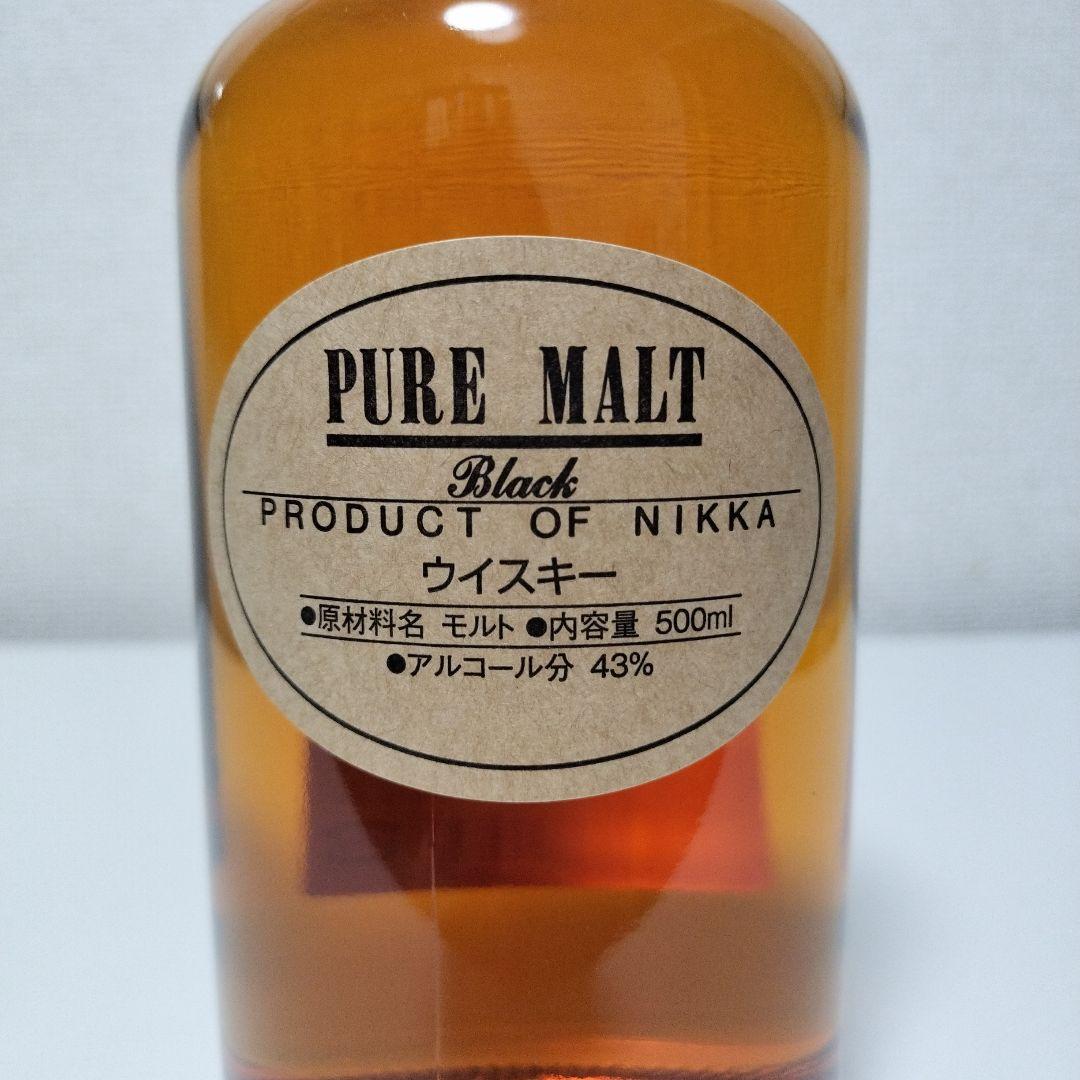 PURE MALT
Black
PRODUCT OF NIKKA
ウイスキー
●原材料名 モルト ●内容量 500ml
●アルコール分 43%